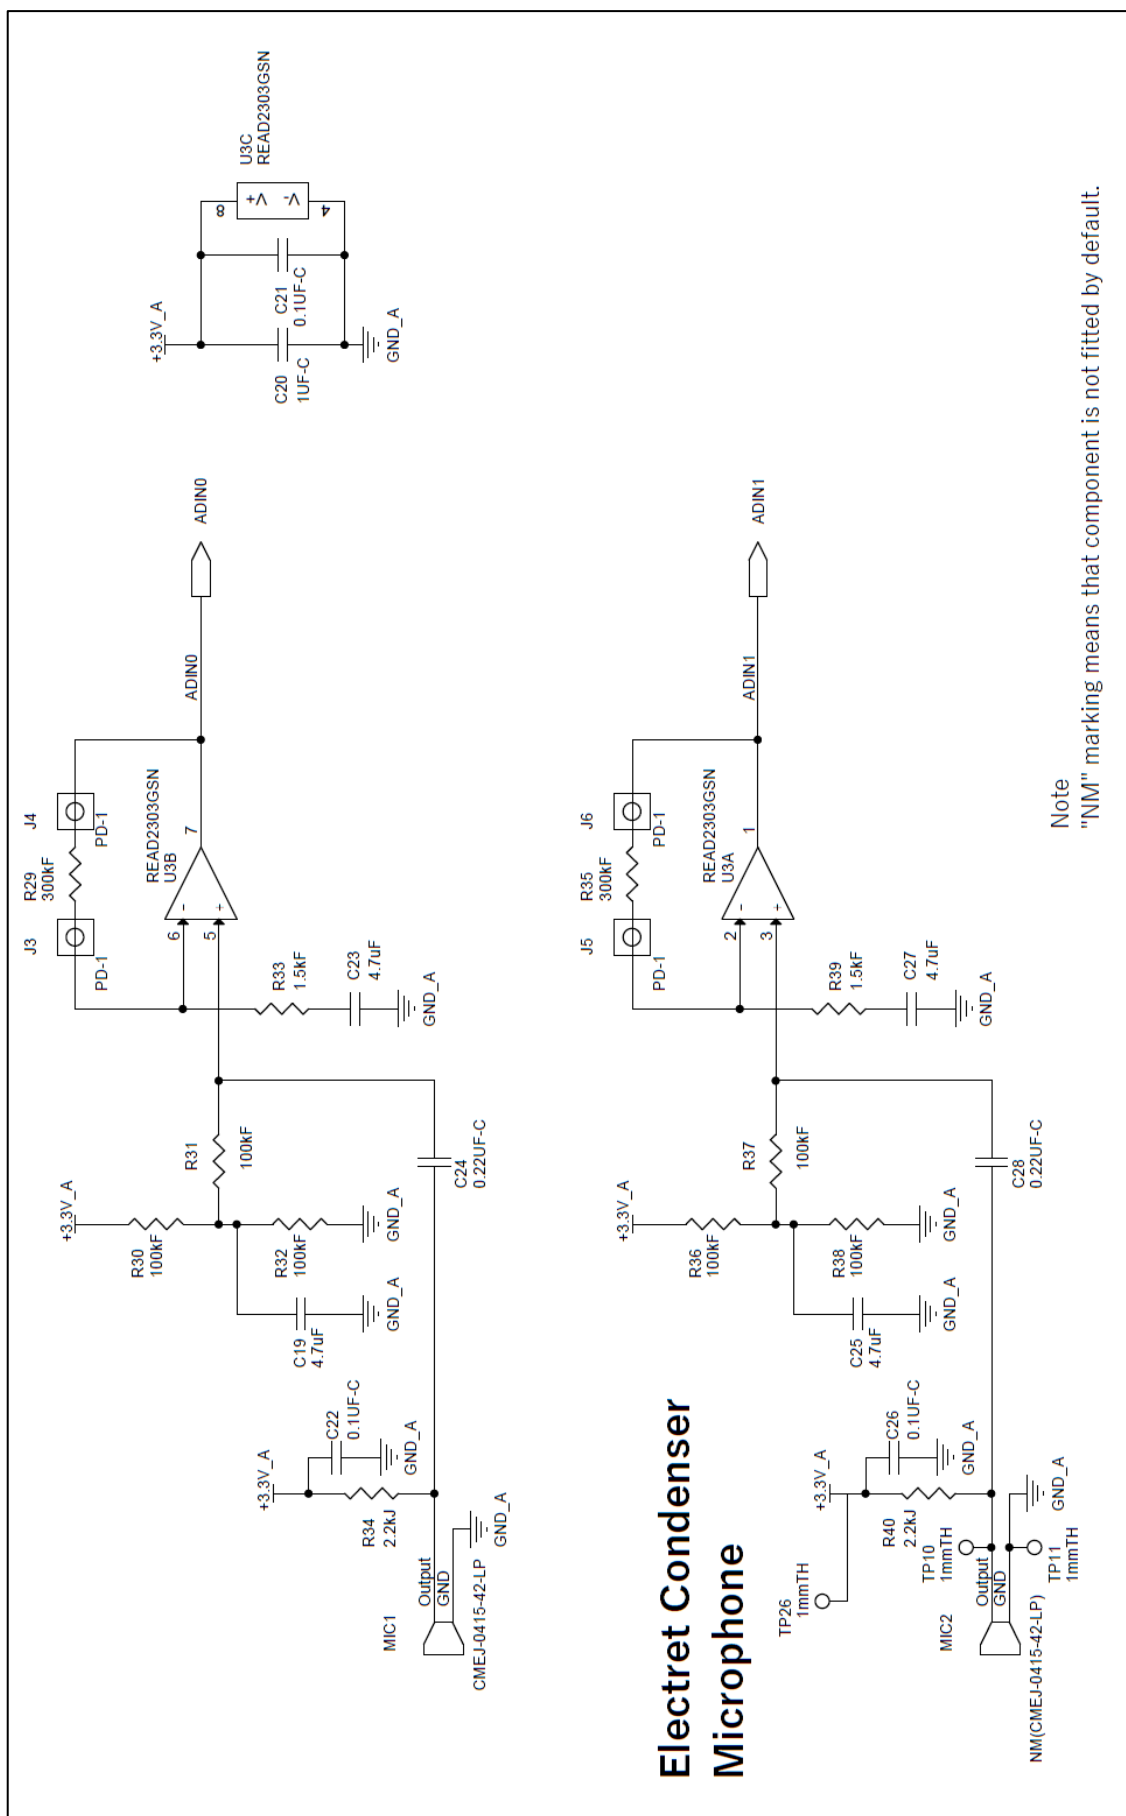 Electret Condenser
Microphone
MIC1
Output
GND
CMEJ-0415-42-LP
GND_A
+3.3V_A
R34
2.2kJ
C22
0.1UF-C
GND_A
+3.3V_A
R30
100kF
R32
100kF
GND_A
C19
4.7uF
GND_A
R31
100kF
C24
0.22UF-C
J3
PD-1
R29
300kF
J4
PD-1
R33
1.5kF
C23
4.7uF
GND_A
READ2303GSN
U3B
6
5
7
-
+
ADIN0
ADIN0
+3.3V_A
C20
1UF-C
C21
0.1UF-C
GND_A
U3C
READ2303GSN
8
4
V+
V-
TP26
1mmTH
MIC2
Output
GND
NM(CMEJ-0415-42-LP)
TP10
1mmTH
TP11
1mmTH
GND_A
+3.3V_A
R40
2.2kJ
C26
0.1UF-C
GND_A
+3.3V_A
R36
100kF
R38
100kF
GND_A
C25
4.7uF
GND_A
R37
100kF
C28
0.22UF-C
J5
PD-1
R35
300kF
J6
PD-1
R39
1.5kF
C27
4.7uF
GND_A
READ2303GSN
U3A
2
3
1
-
+
ADIN1
ADIN1
Note
"NM" marking means that component is not fitted by default.